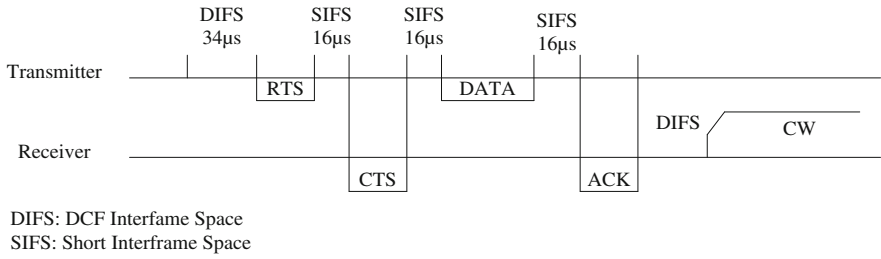 DIFS SIFS SIFS SIFS
34μs 16μs 16μs 16μs
Transmitter
RTS DATA
DIFS CW
Receiver
CTS ACK
DIFS: DCF Interfame Space
SIFS: Short Interframe Space